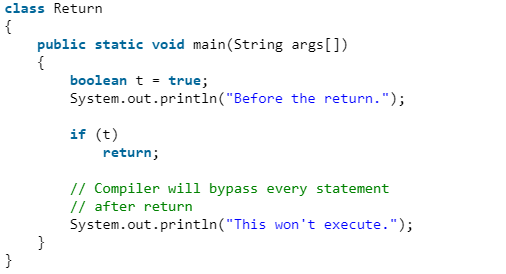 class Return
{
    public static void main(String args[])
    {
        boolean t = true;
        System.out.println("Before the return.");

        if (t)
            return;

        // Compiler will bypass every statement
        // after return
        System.out.println("This won't execute.");
    }
}